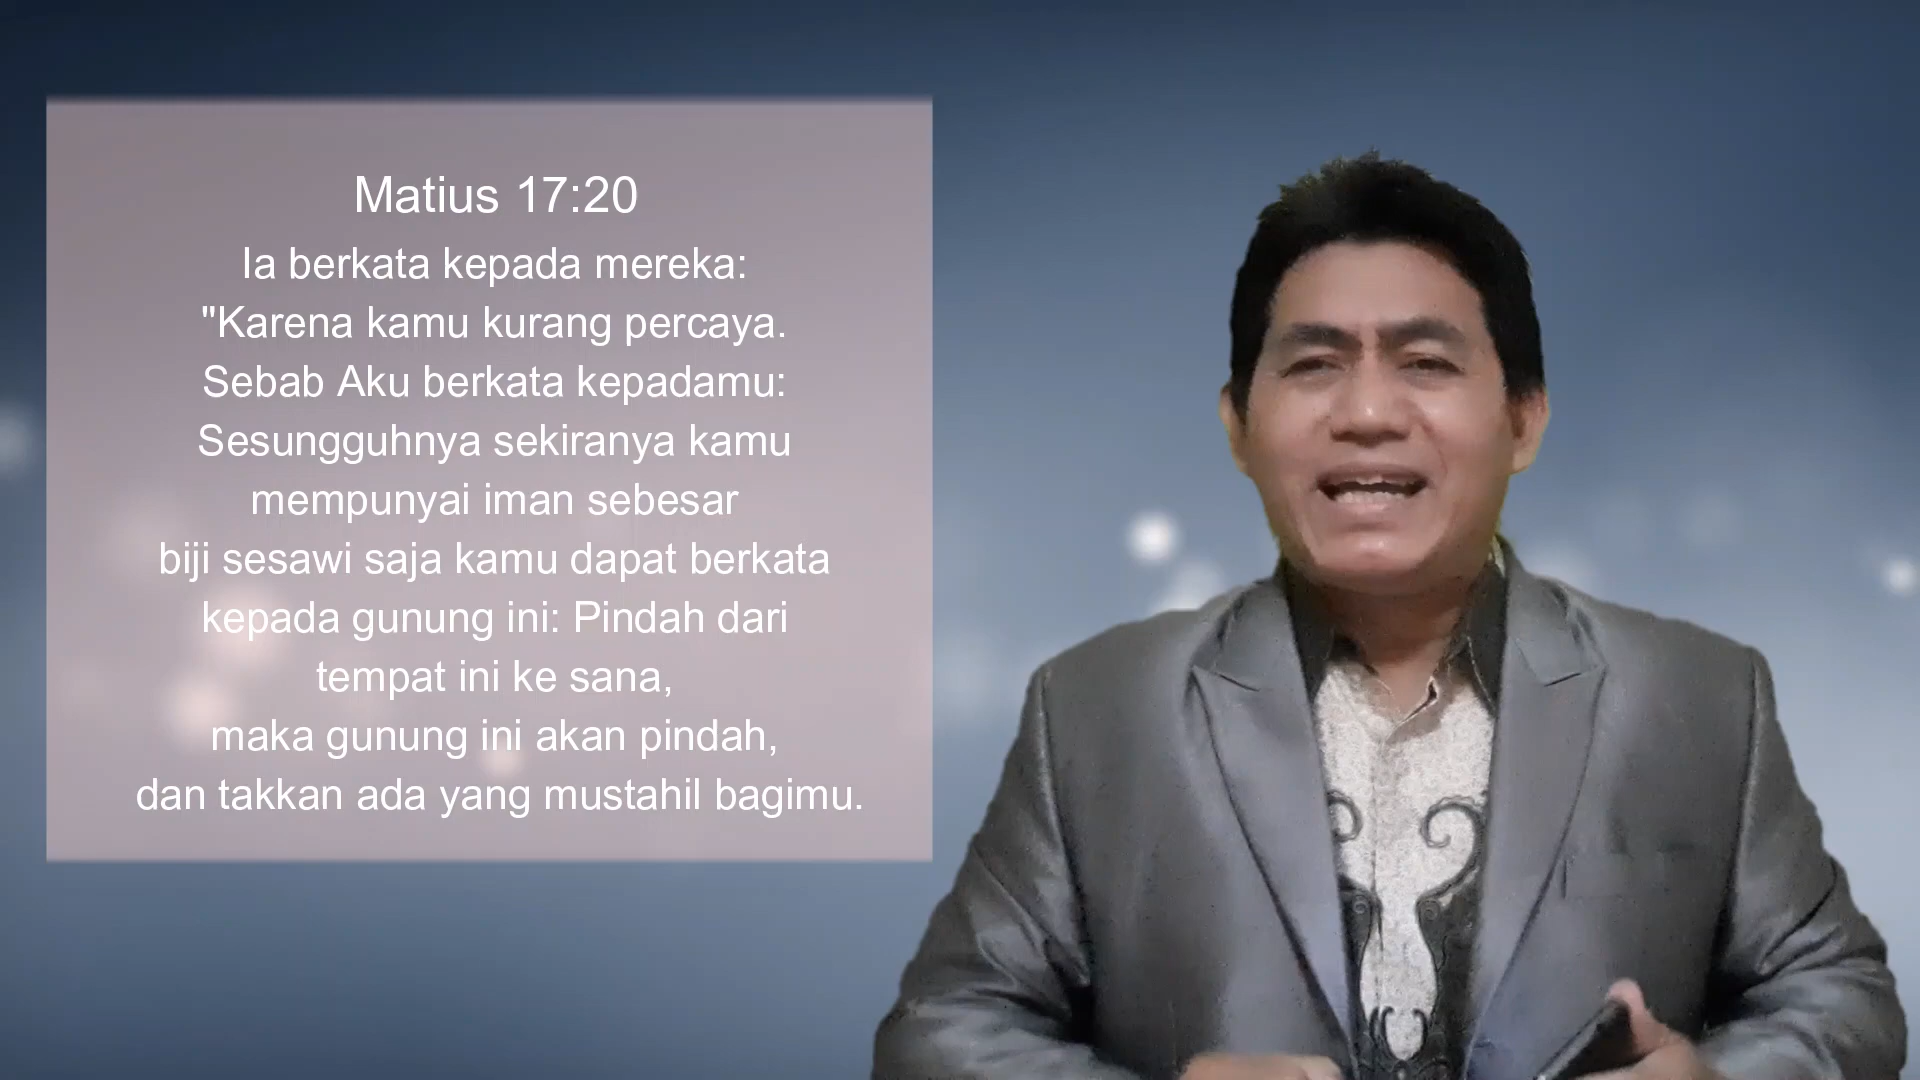 Matius 17:20
Ia berkata kepada mereka:
"Karena kamu kurang percaya.
Sebab Aku berkata kepadamu:
Sesungguhnya sekiranya kamu
mempunyai iman sebesar
biji sesawi saja kamu dapat berkata
kepada gunung ini: Pindah dari
tempat ini ke sana,
maka gunung ini akan pindah,
dan takkan ada yang mustahil bagimu.